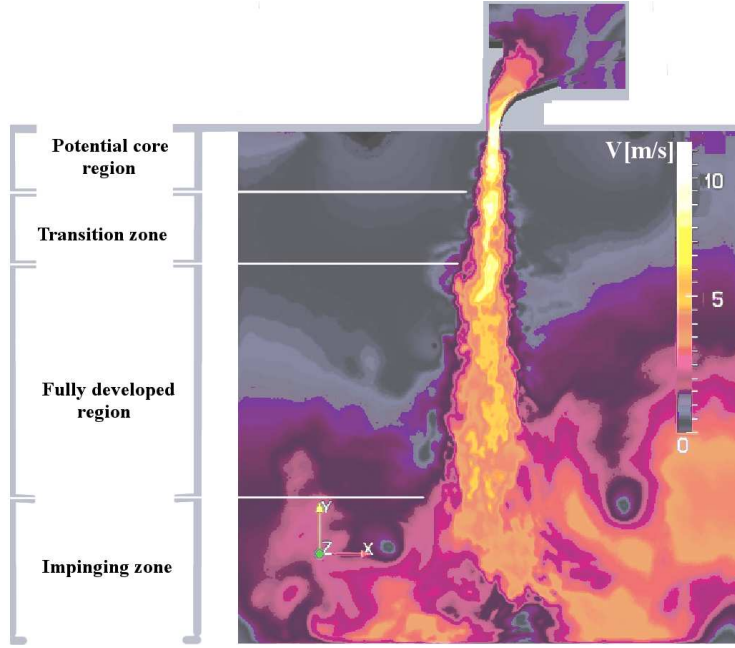 Potential core
region
V[m/s]
10
Transition zone
5
Fully developed
region
0
Y
Z
X
Impinging zone